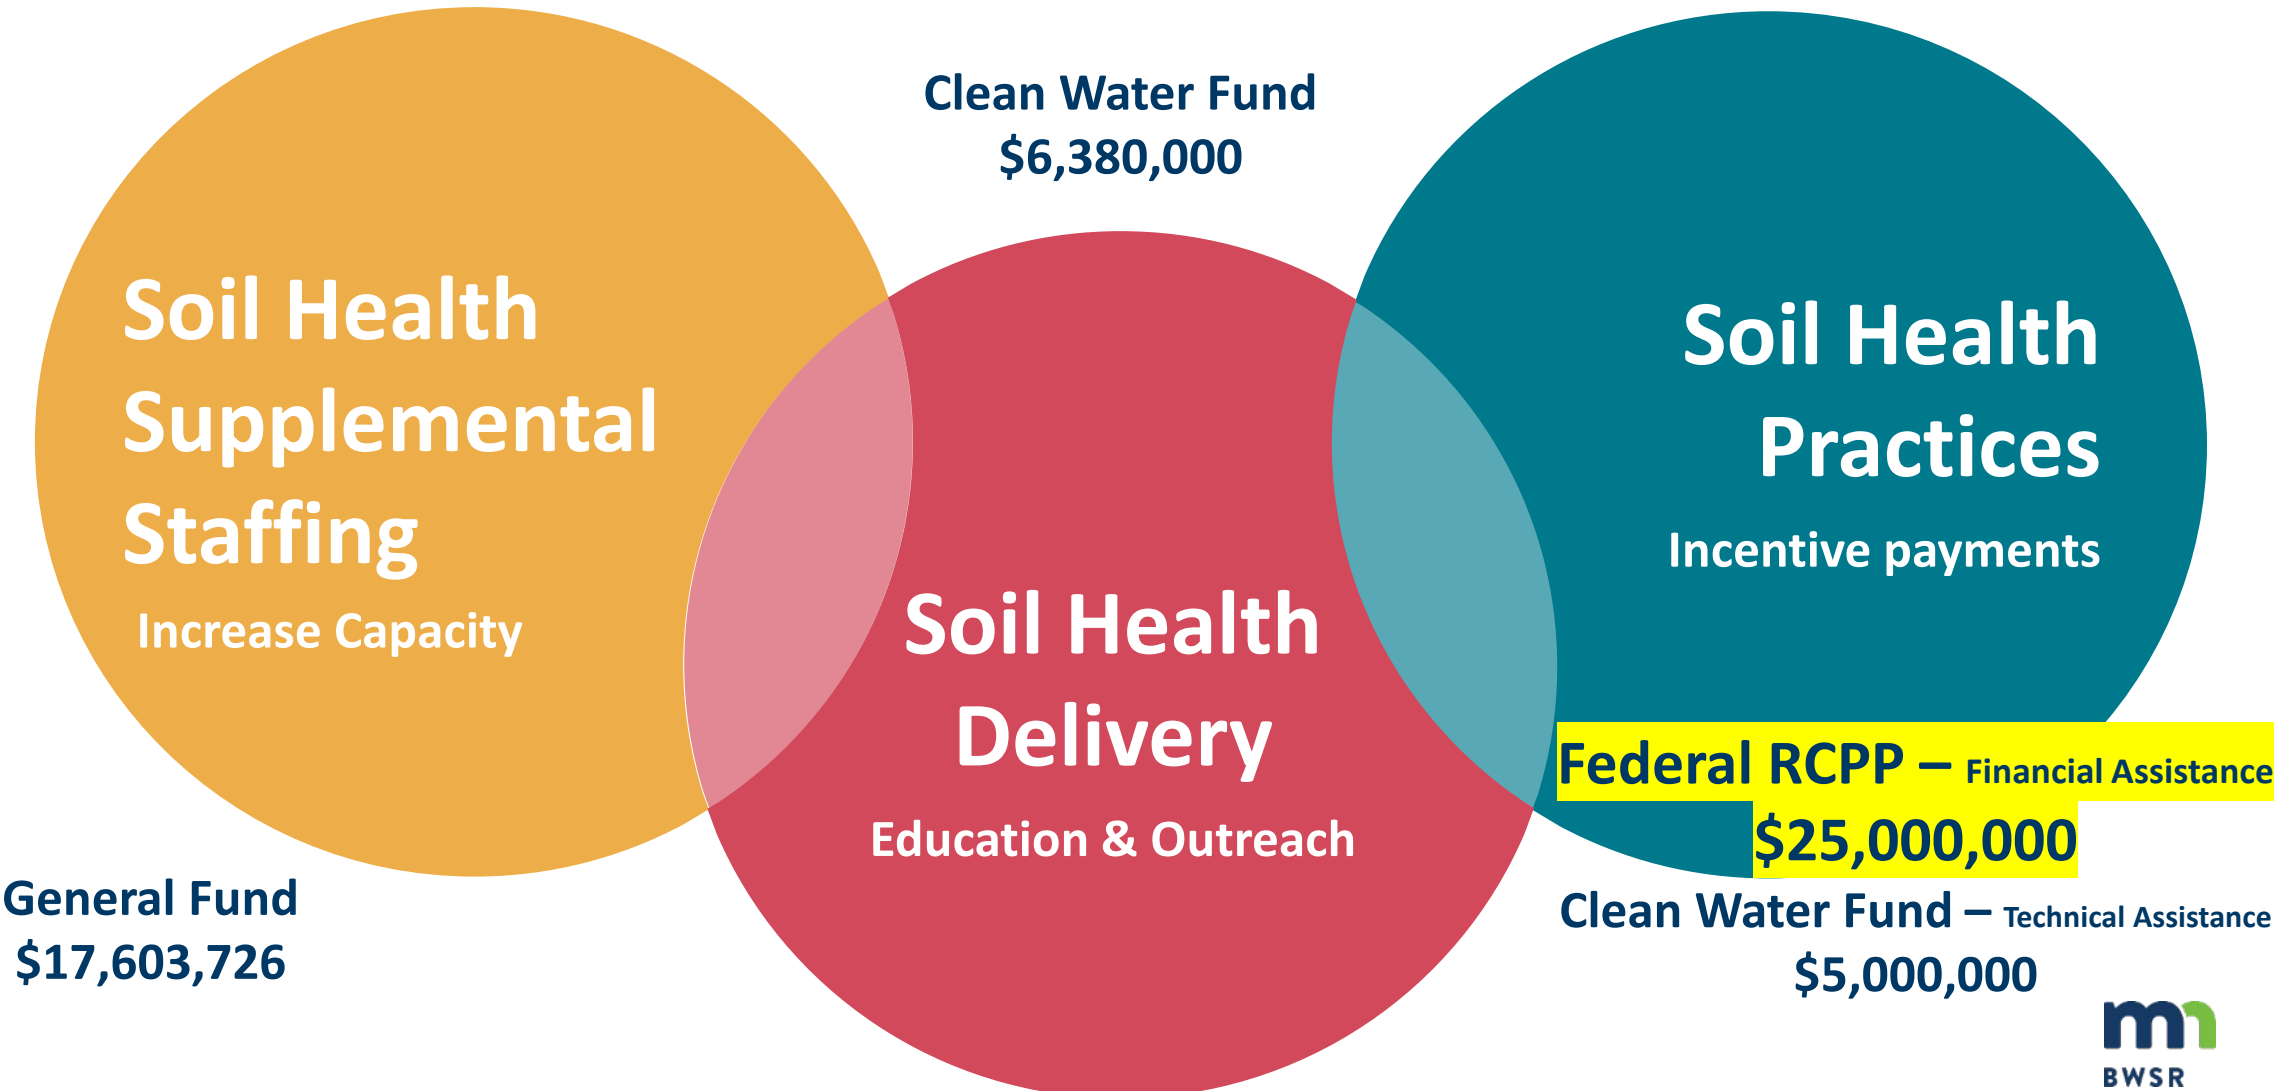 Clean Water Fund
$6,380,000
Soil Health
Supplemental
Staffing
Increase Capacity
General Fund
$17,603,726
Soil Health
Delivery
Education & Outreach
Soil Health
Practices
Incentive payments
Federal RCPP – Financial Assistance
$25,000,000
Clean Water Fund – Technical Assistance
$5,000,000
mn
BWSR